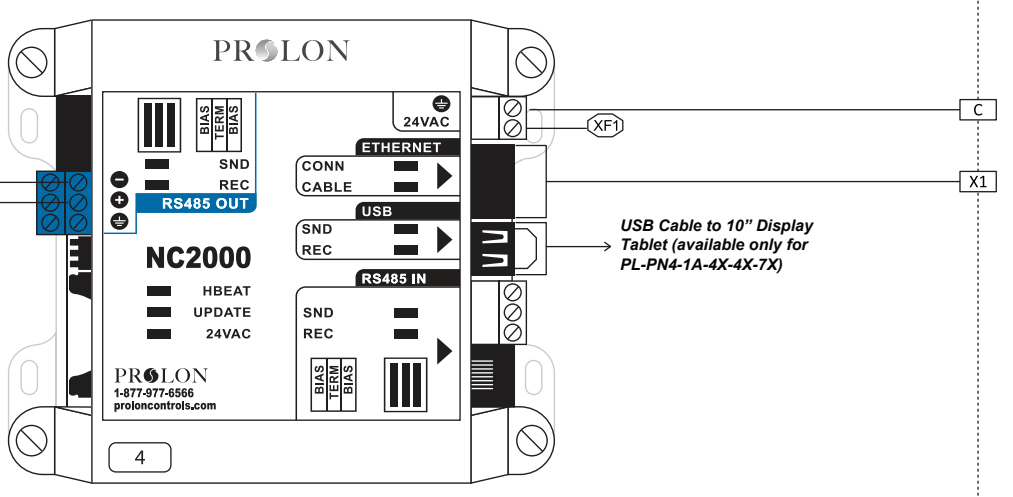 PROLON
BIAS
TERM
BIAS
SND
REC
RS485 OUT
24VAC
ETHERNET
CONN
CABLE
USB
SND
REC
RS485 IN
SND
REC
BIAS
TERM
BIAS
NC2000
HBEAT
UPDATE
24VAC
PROLON
1-877-977-6566
proloncontrols.com
4
C
XF1
X1
USB Cable to 10” Display
Tablet (available only for
PL-PN4-1A-4X-4X-7X)